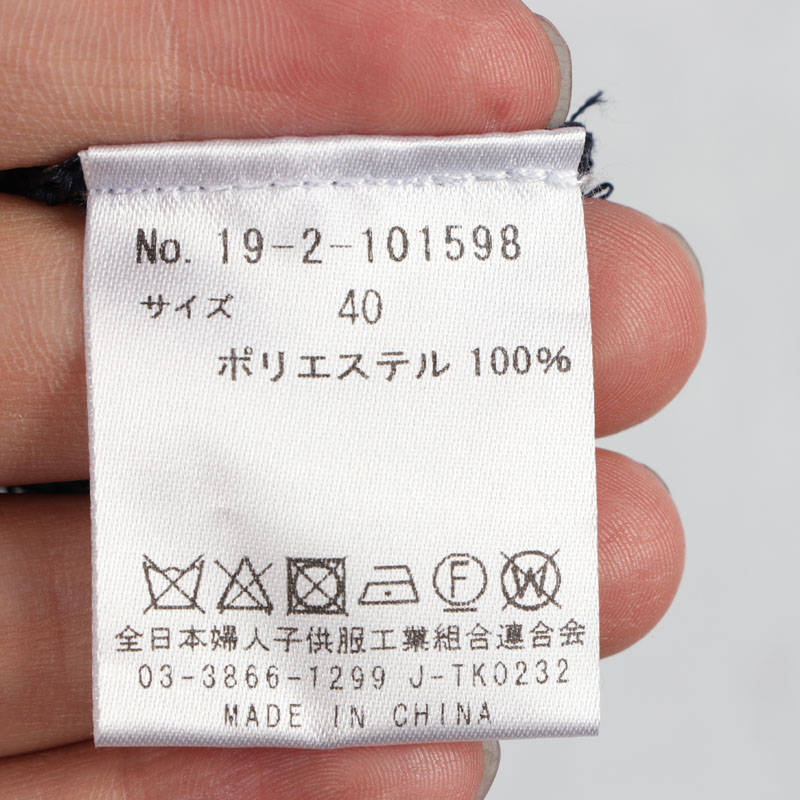 No. 19-2-101598
サイズ 40
ポリエステル 100%
F W
全日本婦人子供服工業組合連合会
03-3866-1299 J-TK0232
MADE IN CHINA